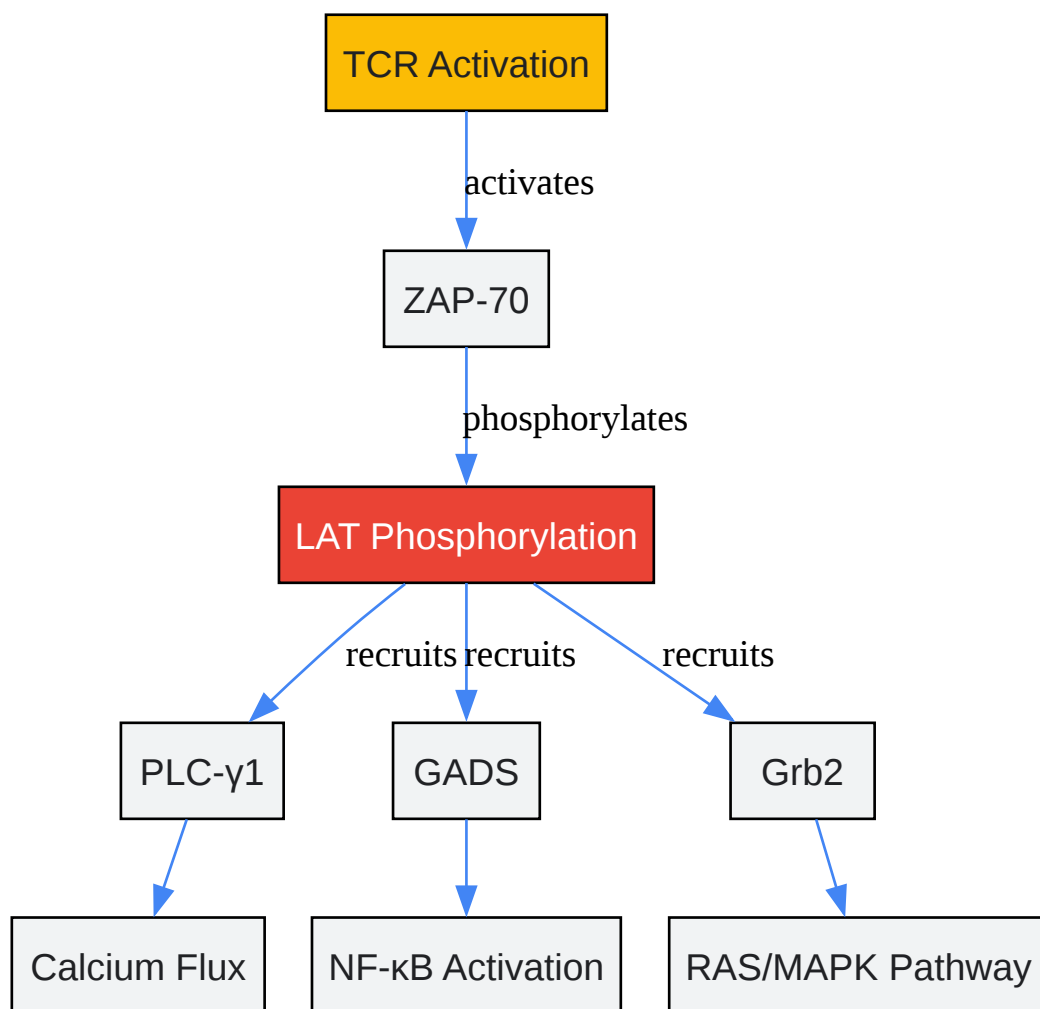 TCR Activation
activates
ZAP-70
phosphorylates
LAT Phosphorylation
recruits
recruits
recruits
PLC-γ1
GADS
Grb2
Calcium Flux
NF-κB Activation
RAS/MAPK Pathway